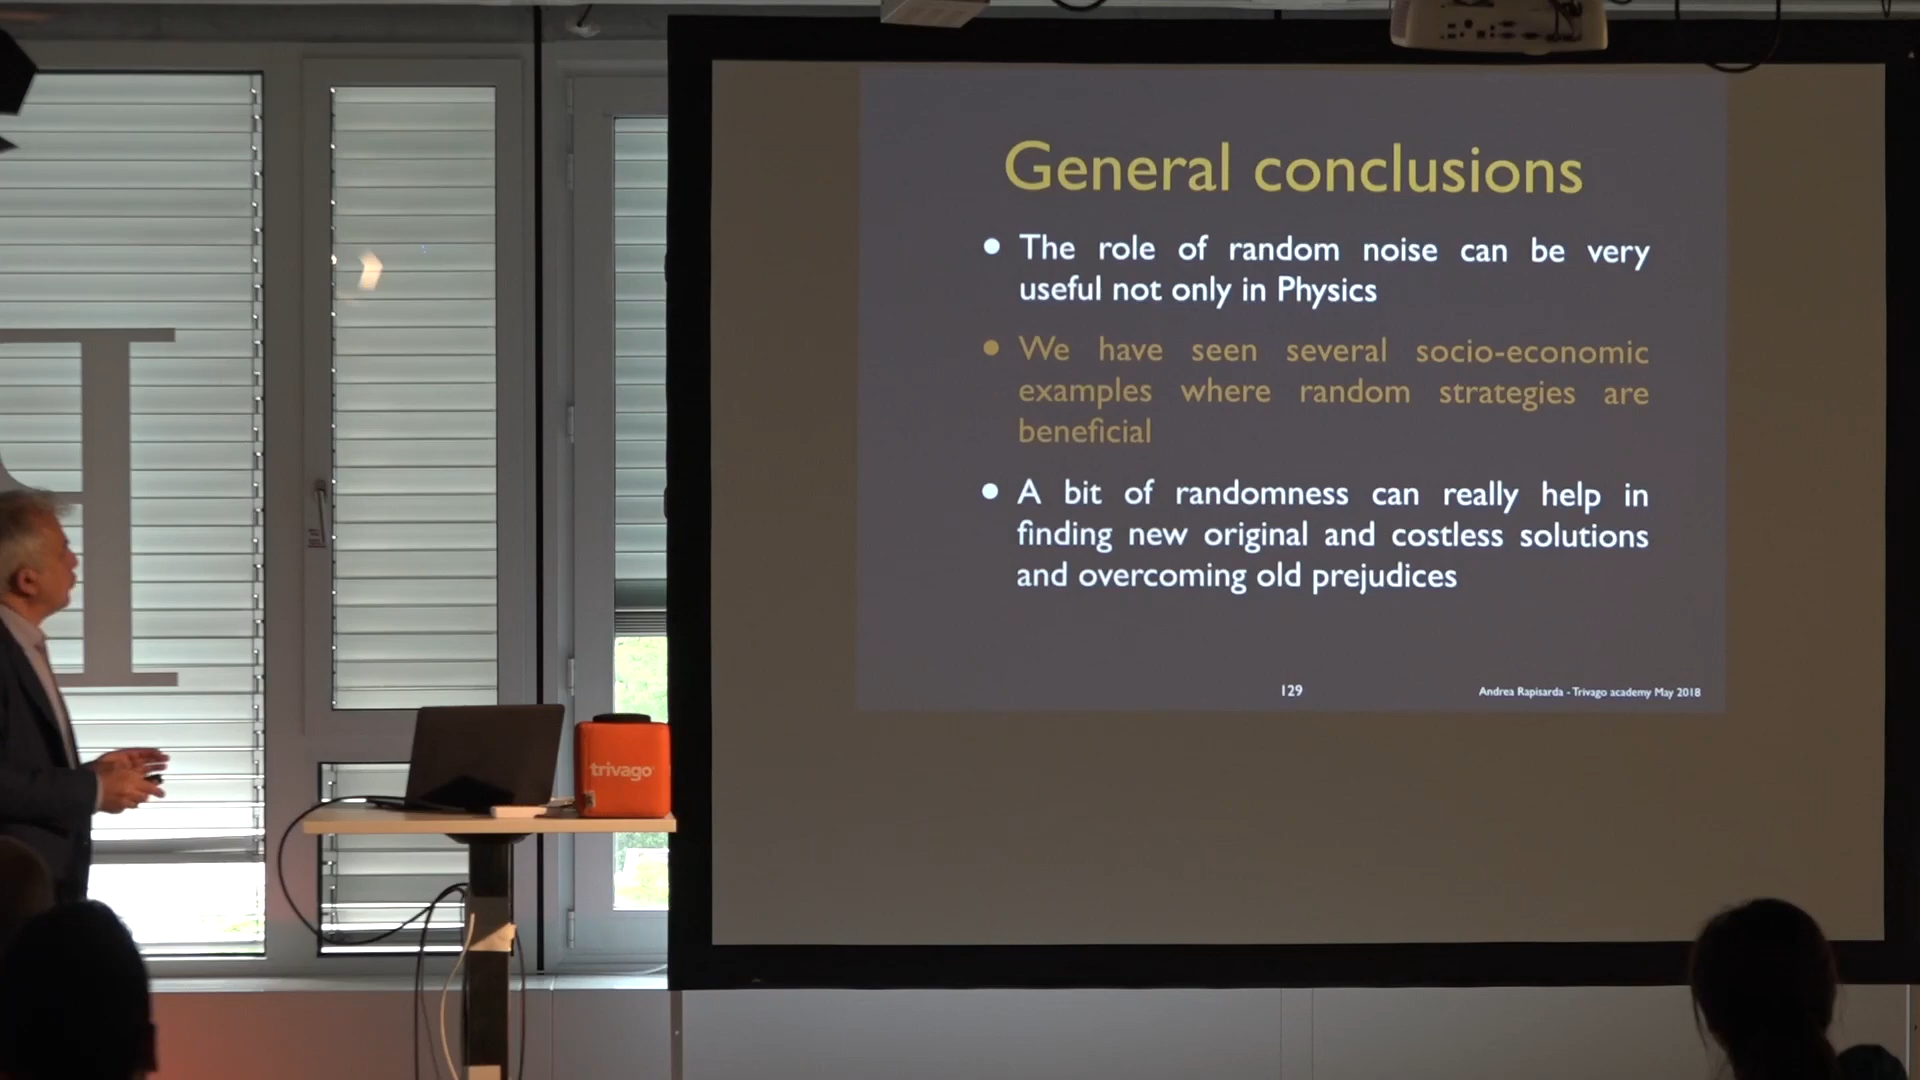 General conclusions
• The role of random noise can be very
useful not only in Physics
• We have seen several socio-economic
examples where random strategies are
beneficial
• A bit of randomness can really help in
finding new original and costless solutions
and overcoming old prejudices
129
Andrea Rapisarda - Trivago academy May 2018
trivago